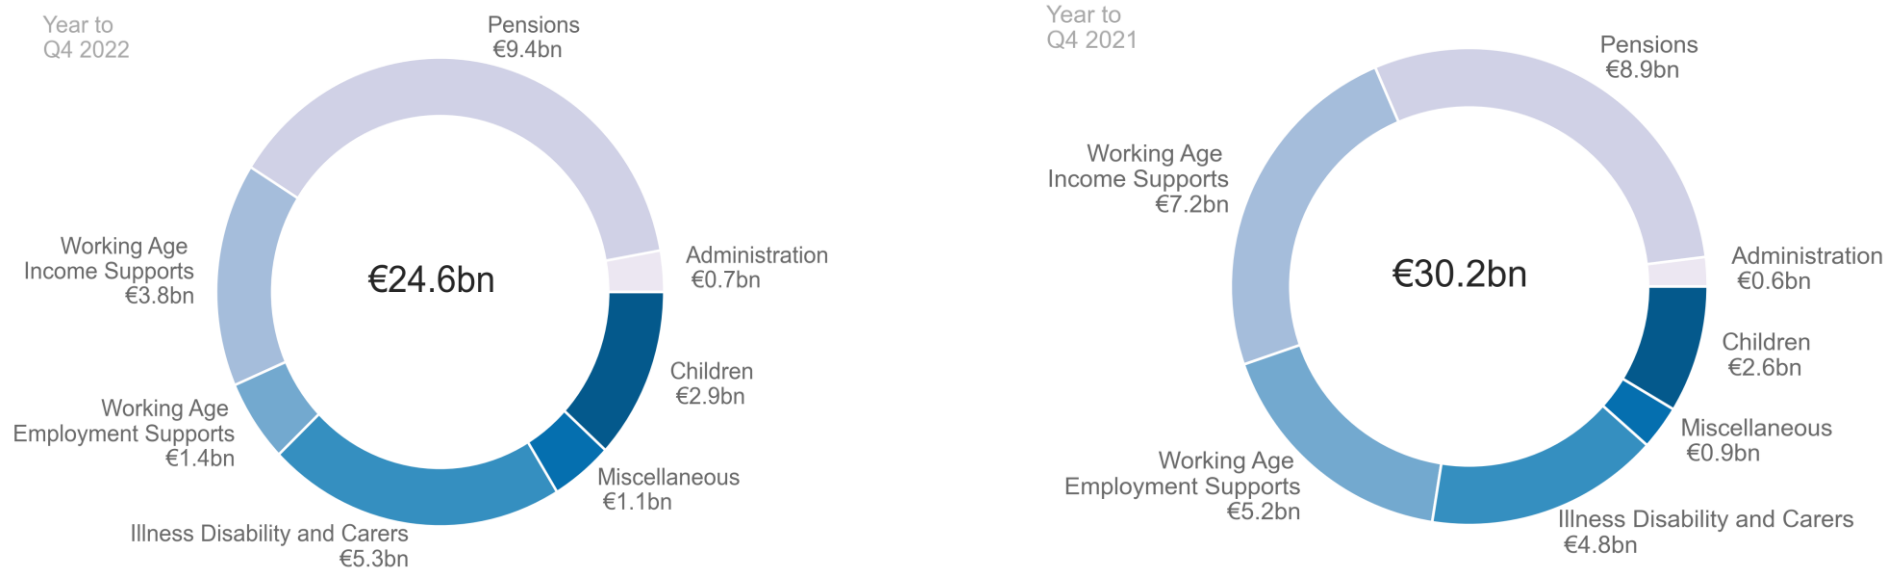 Year to
Q4 2022
Pensions
€9.4bn
Working Age
Income Supports
€3.8bn
€24.6bn
Administration
€0.7bn
Children
€2.9bn
Working Age
Employment Supports
€1.4bn
Miscellaneous
€1.1bn
Illness Disability and Carers
€5.3bn
Year to
Q4 2021
Pensions
€8.9bn
Working Age
Income Supports
€7.2bn
€30.2bn
Administration
€0.6bn
Children
€2.6bn
Miscellaneous
€0.9bn
Working Age
Employment Supports
€5.2bn
Illness Disability and Carers
€4.8bn